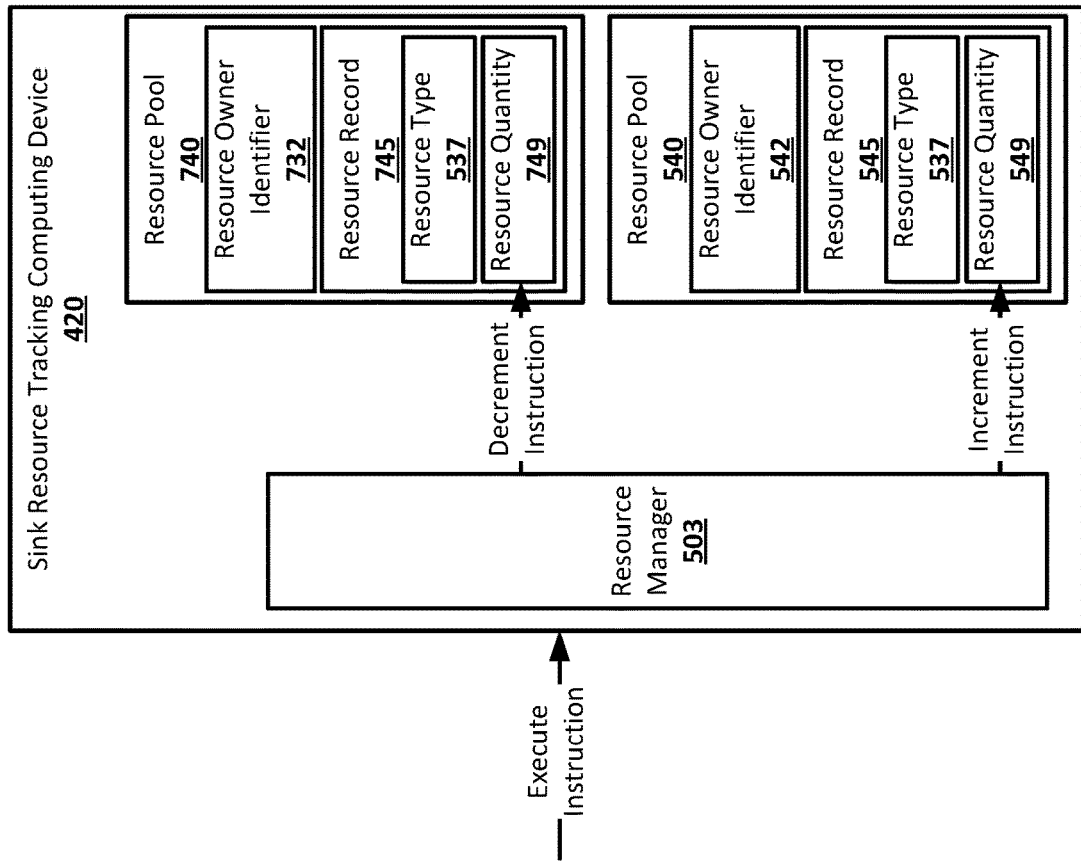 Sink Resource Tracking Computing Device
420
Execute
Instruction
Resource
Manager
503
Decrement
Instruction
Increment
Instruction
Resource Pool
740
Resource Owner
Identifier
732
Resource Record
745
Resource Type
537
Resource Quantity
749
Resource Pool
540
Resource Owner
Identifier
542
Resource Record
545
Resource Type
537
Resource Quantity
549